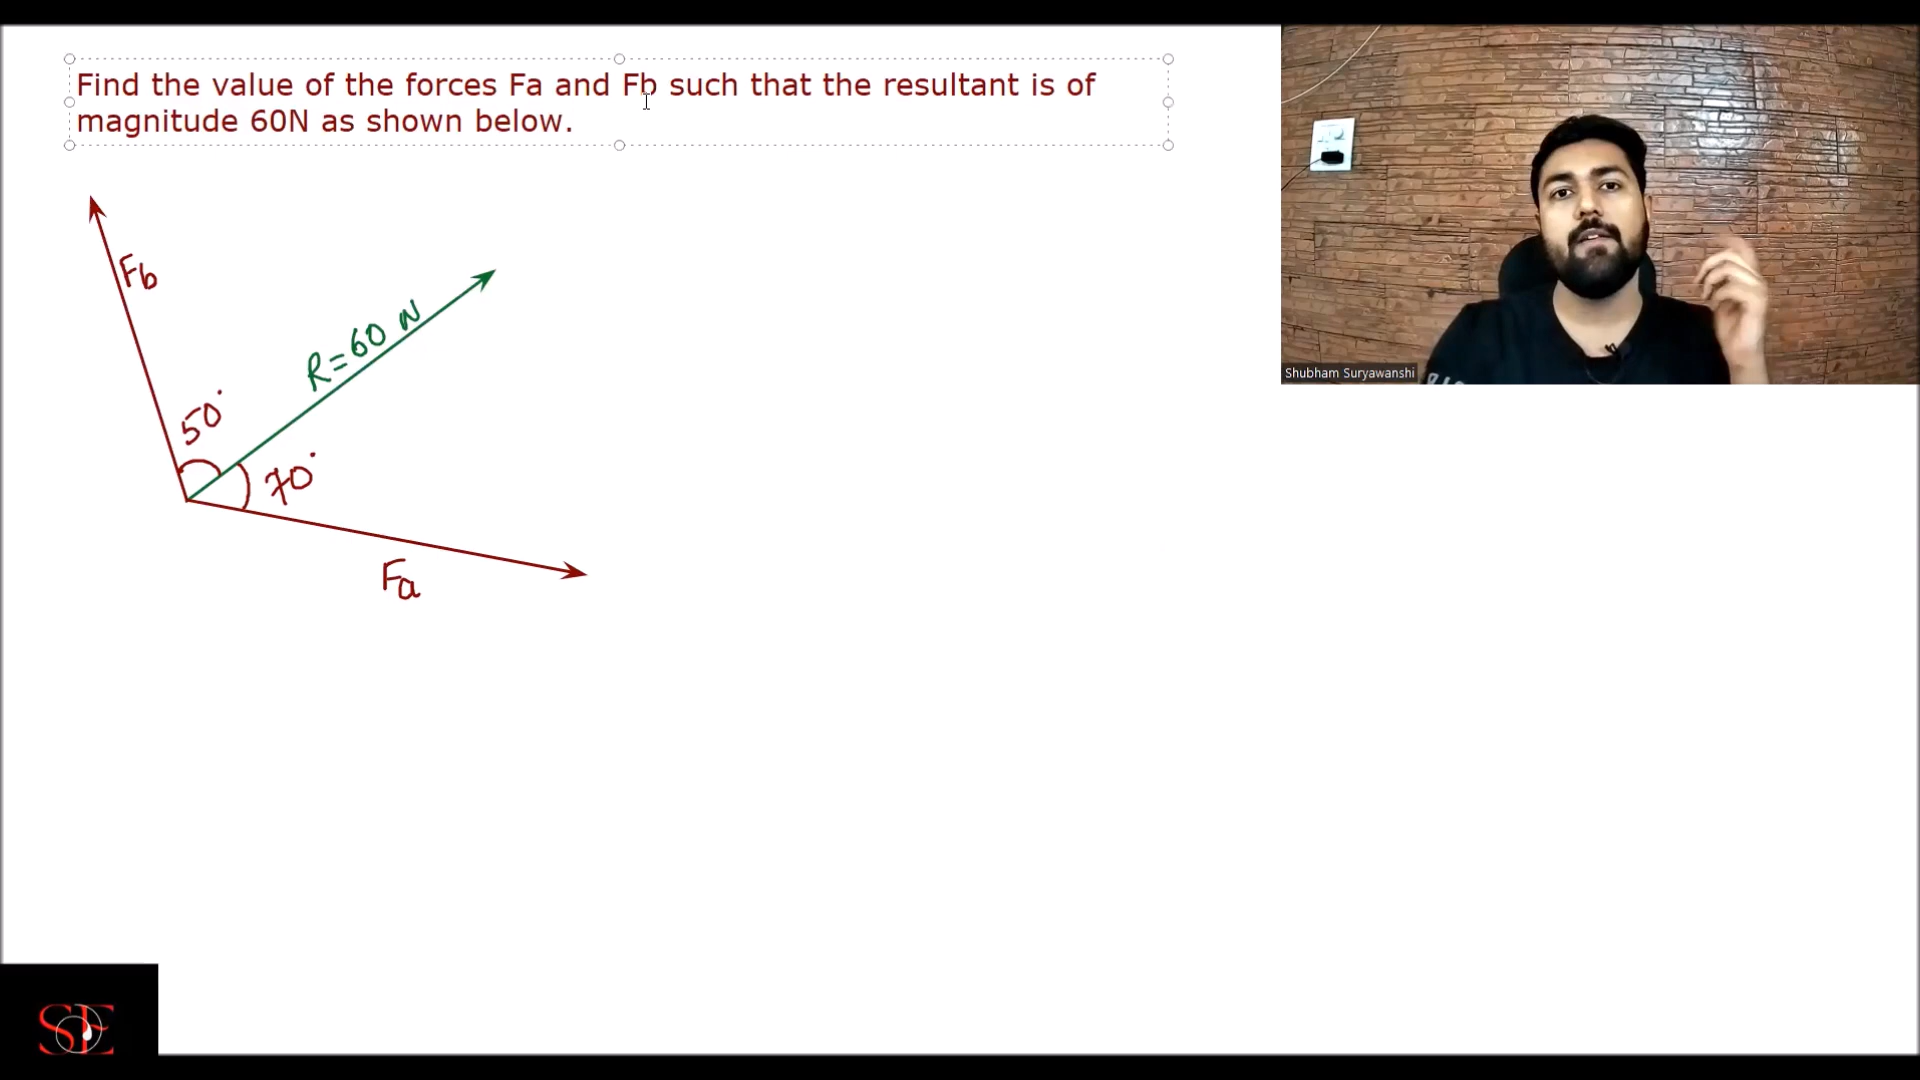 Find the value of the forces Fa and Fb such that the resultant is of
magnitude 60N as shown below.
Fb
R=60 N
50°
70°
Fa
Shubham Suryawanshi
SE